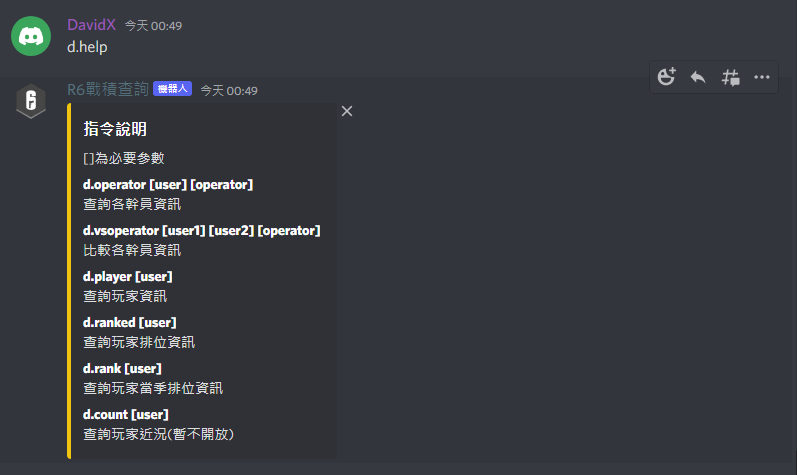 DavidX 今天 00:49
d.help
R6戰積查詢 機器人 今天 00:49
指令說明
[]為必要參數
d.operator [user] [operator]
查詢各幹員資訊
d.vsoperator [user1] [user2] [operator]
比較各幹員資訊
d.player [user]
查詢玩家資訊
d.ranked [user]
查詢玩家排位資訊
d.rank [user]
查詢玩家當季排位資訊
d.count [user]
查詢玩家近況(暫不開放)